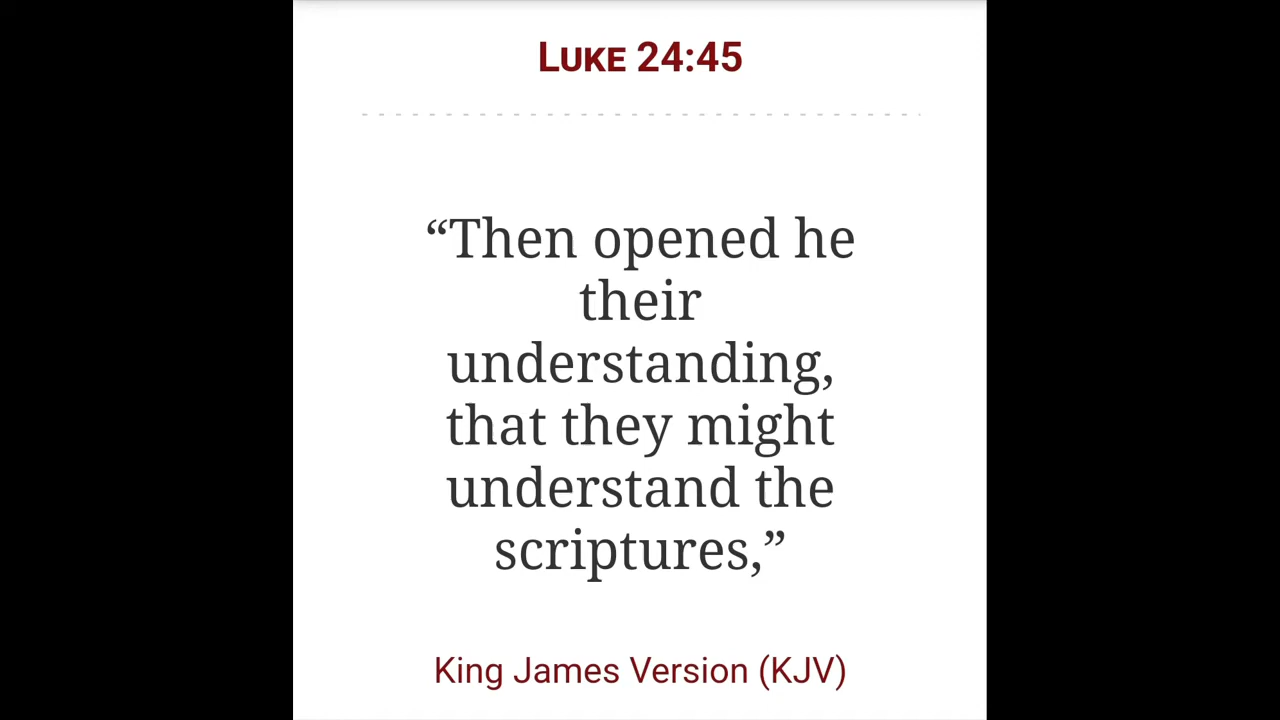 Luke 24:45
“Then opened he
their
understanding,
that they might
understand the
scriptures,”
King James Version (KJV)